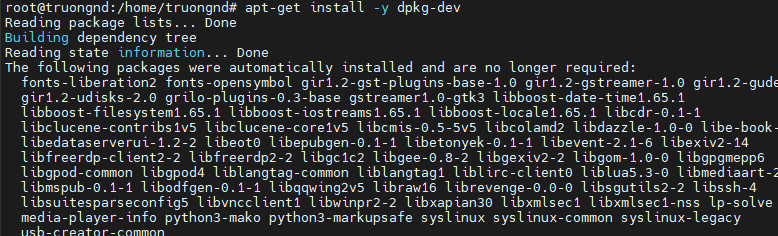 root@truongnd:/home/truongnd# apt-get install -y dpkg-dev
Reading package lists... Done
Building dependency tree
Reading state information... Done
The following packages were automatically installed and are no longer required:
  fonts-liberation2 fonts-opensymbol gir1.2-gst-plugins-base-1.0 gir1.2-gstreamer-1.0 gir1.2-gude
  gir1.2-udisks-2.0 grilo-plugins-0.3-base gstreamer1.0-gtk3 libboost-date-time1.65.1
  libboost-filesystem1.65.1 libboost-iostreams1.65.1 libboost-locale1.65.1 libcdr-0.1-1
  libclucene-contribs1v5 libclucene-core1v5 libcmis-0.5-5v5 libcolamd2 libdazzle-1.0-0 libe-book-
  libedataserverui-1.2-2 libeot0 libepubgen-0.1-1 libetonyek-0.1-1 libevent-2.1-6 libexiv2-14
  libfreerdp-client2-2 libfreerdp2-2 libgc1c2 libgee-0.8-2 libgexiv2-2 libgom-1.0-0 libgpgmepp6
  libgpod-common libgpod4 liblangtag-common liblangtag1 liblirc-client0 liblua5.3-0 libmediaart-2
  libmspub-0.1-1 libodfgen-0.1-1 libqqwing2v5 libraw16 librevenge-0.0-0 libsgutils2-2 libssh-4
  libsuitesparseconfig5 libvncclient1 libwinpr2-2 libxapian30 libxmlsec1 libxmlsec1-nss lp-solve
  media-player-info python3-mako python3-markupsafe syslinux syslinux-common syslinux-legacy
  usb-creator-common